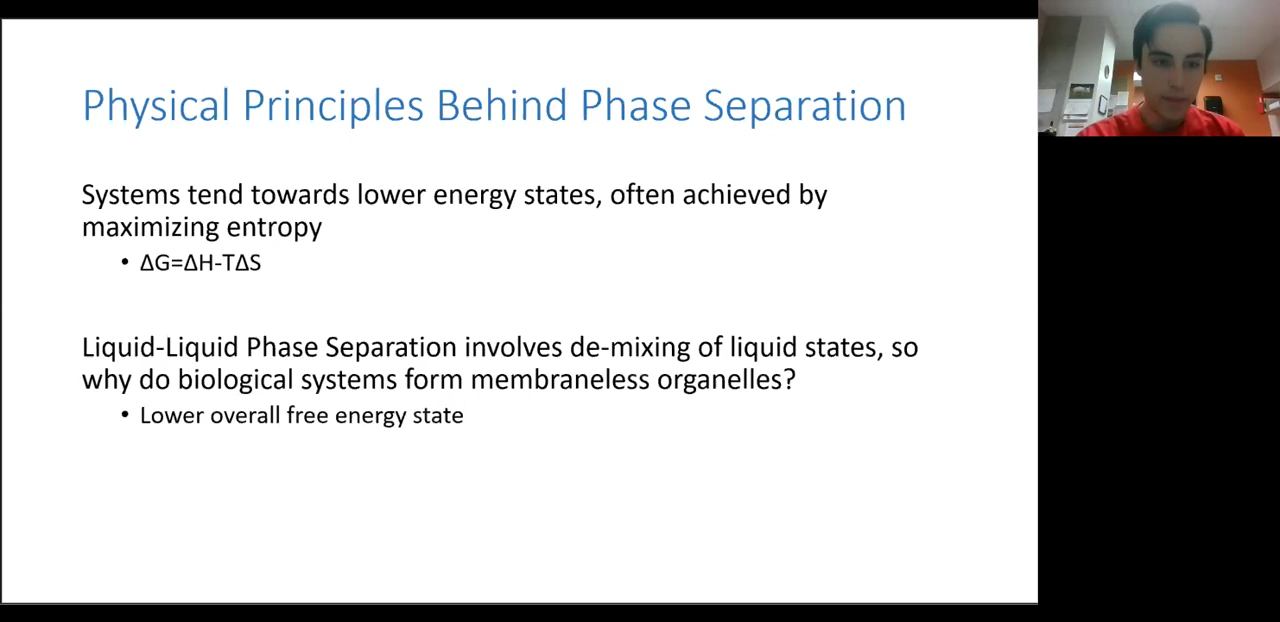 Physical Principles Behind Phase Separation
Systems tend towards lower energy states, often achieved by
maximizing entropy
• ΔG=ΔH-TΔS
Liquid-Liquid Phase Separation involves de-mixing of liquid states, so
why do biological systems form membraneless organelles?
• Lower overall free energy state